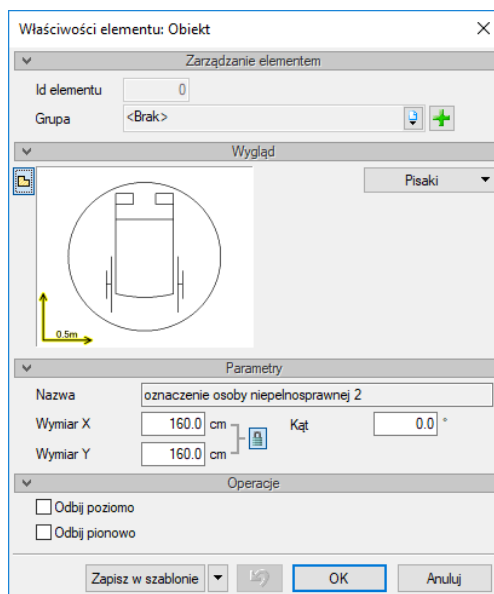 Właściwości elementu: Obiekt
Zarządzanie elementem
Id elementu 0
Grupa <Brak>
Wygląd
Pisaki
0.5m
Parametry
Nazwa oznaczenie osoby niepełnosprawnej 2
Wymiar X 160.0 cm Kąt 0.0 °
Wymiar Y 160.0 cm
Operacje
Odbij poziomo
Odbij pionowo
Zapisz w szablonie OK Anuluj